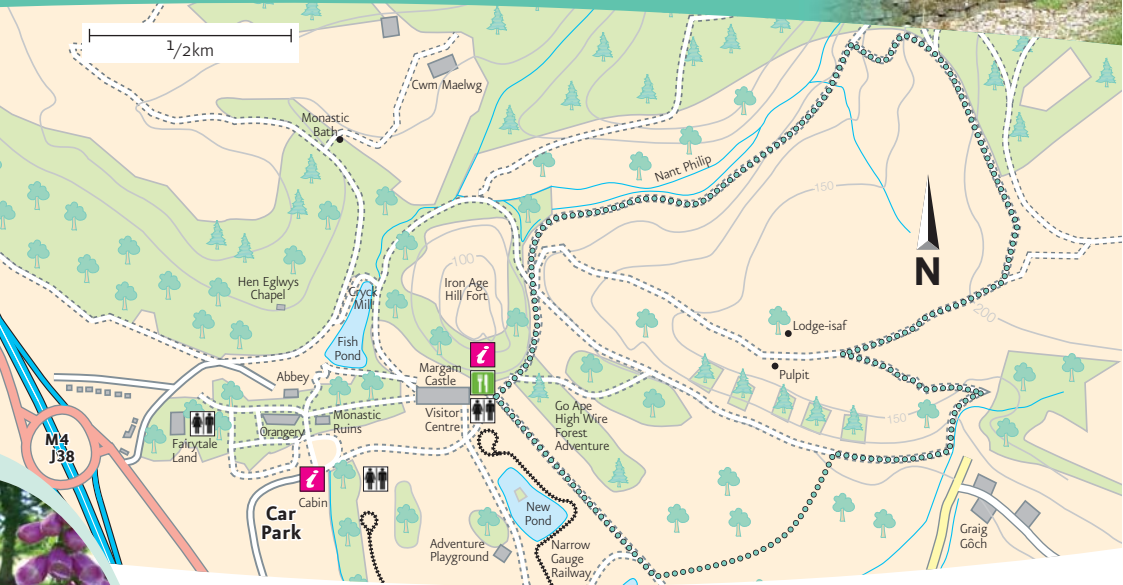 1/2km
Cwm Maelwg
Monastic
Bath
Nant Philip
150
N
100
Iron Age
Hill Fort
Hen Eglwys
Chapel
Cryck
Mill
Fish
Pond
200
Lodge-isaf
Pulpit
i
Margam
Castle
Abbey
Visitor
Centre
Monastic
Ruins
Orangery
Go Ape
High Wire
Forest
Adventure
150
M4
J38
Fairytale
Land
i
Cabin
Car
Park
New
Pond
Adventure
Playground
Narrow
Gauge
Railway
Graig
Gôch